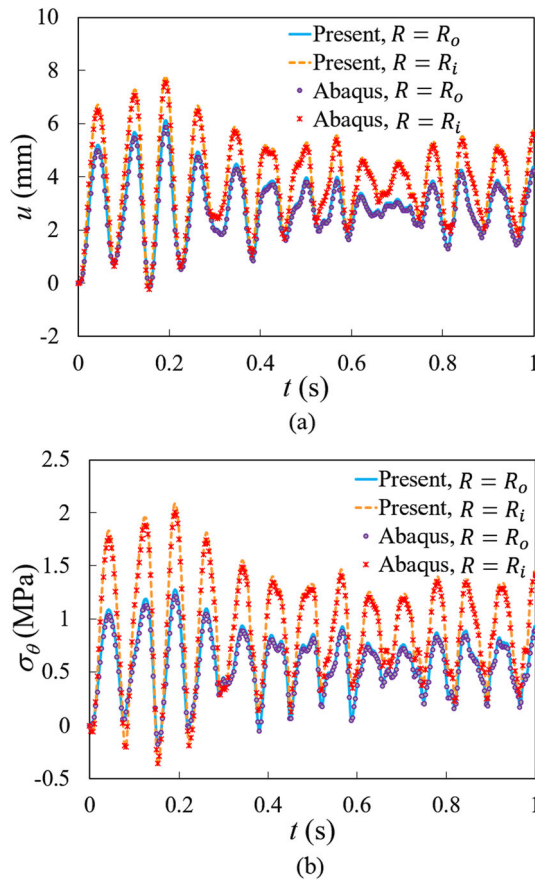 10
8
6
4
2
0
-2
u (mm)
Present, R = Rₒ
Present, R = Rᵢ
Abaqus, R = Rₒ
Abaqus, R = Rᵢ
0 0.2 0.4 0.6 0.8 1
t (s)
(a)
2.5
2
1.5
1
0.5
0
-0.5
σθ (MPa)
Present, R = Rₒ
Present, R = Rᵢ
Abaqus, R = Rₒ
Abaqus, R = Rᵢ
0 0.2 0.4 0.6 0.8 1
t (s)
(b)